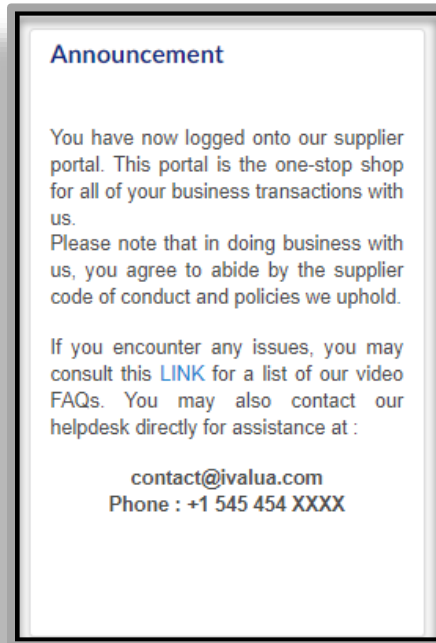 Announcement
You have now logged onto our supplier
portal. This portal is the one-stop shop
for all of your business transactions with
us.
Please note that in doing business with
us, you agree to abide by the supplier
code of conduct and policies we uphold.
If you encounter any issues, you may
consult this LINK for a list of our video
FAQs. You may also contact our
helpdesk directly for assistance at :
contact@ivalua.com
Phone : +1 545 454 XXXX